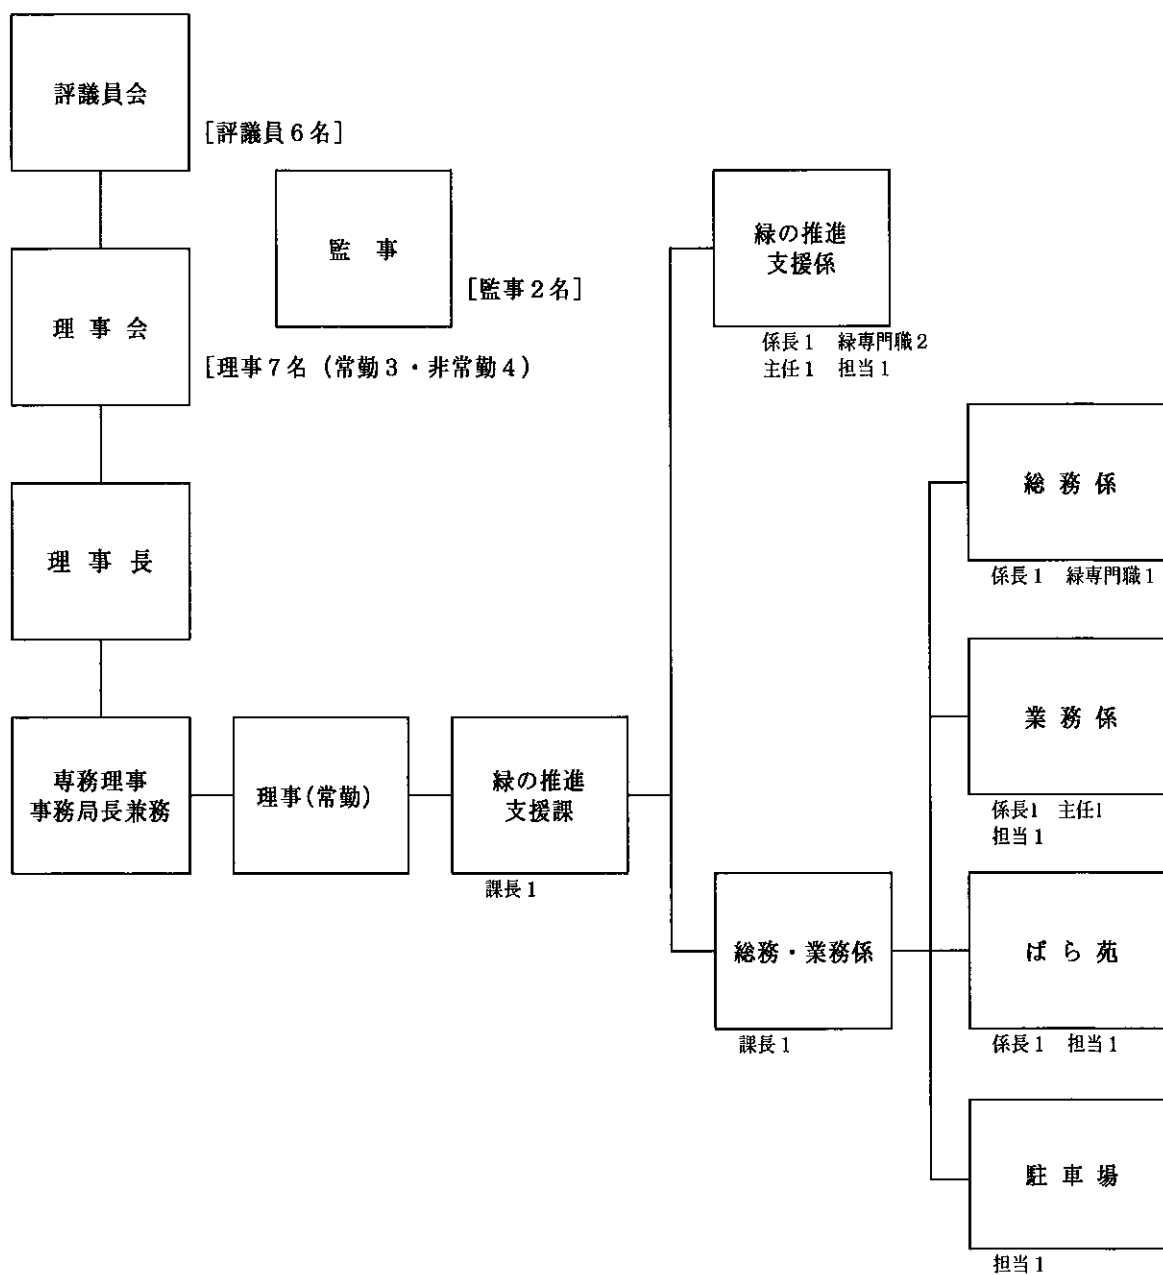 評議員会
[評議員6名]
監 事
[監事2名]
理 事 会
[理事7名 (常勤3・非常勤4)
理 事 長
専務理事
事務局長兼務
理事(常勤)
緑の推進
支援課
課長1
緑の推進
支援係
係長1 緑専門職2
主任1 担当1
総務・業務係
課長1
総 務 係
係長1 緑専門職1
業 務 係
係長1 主任1
担当1
ばら 苑
係長1 担当1
駐 車 場
担当1